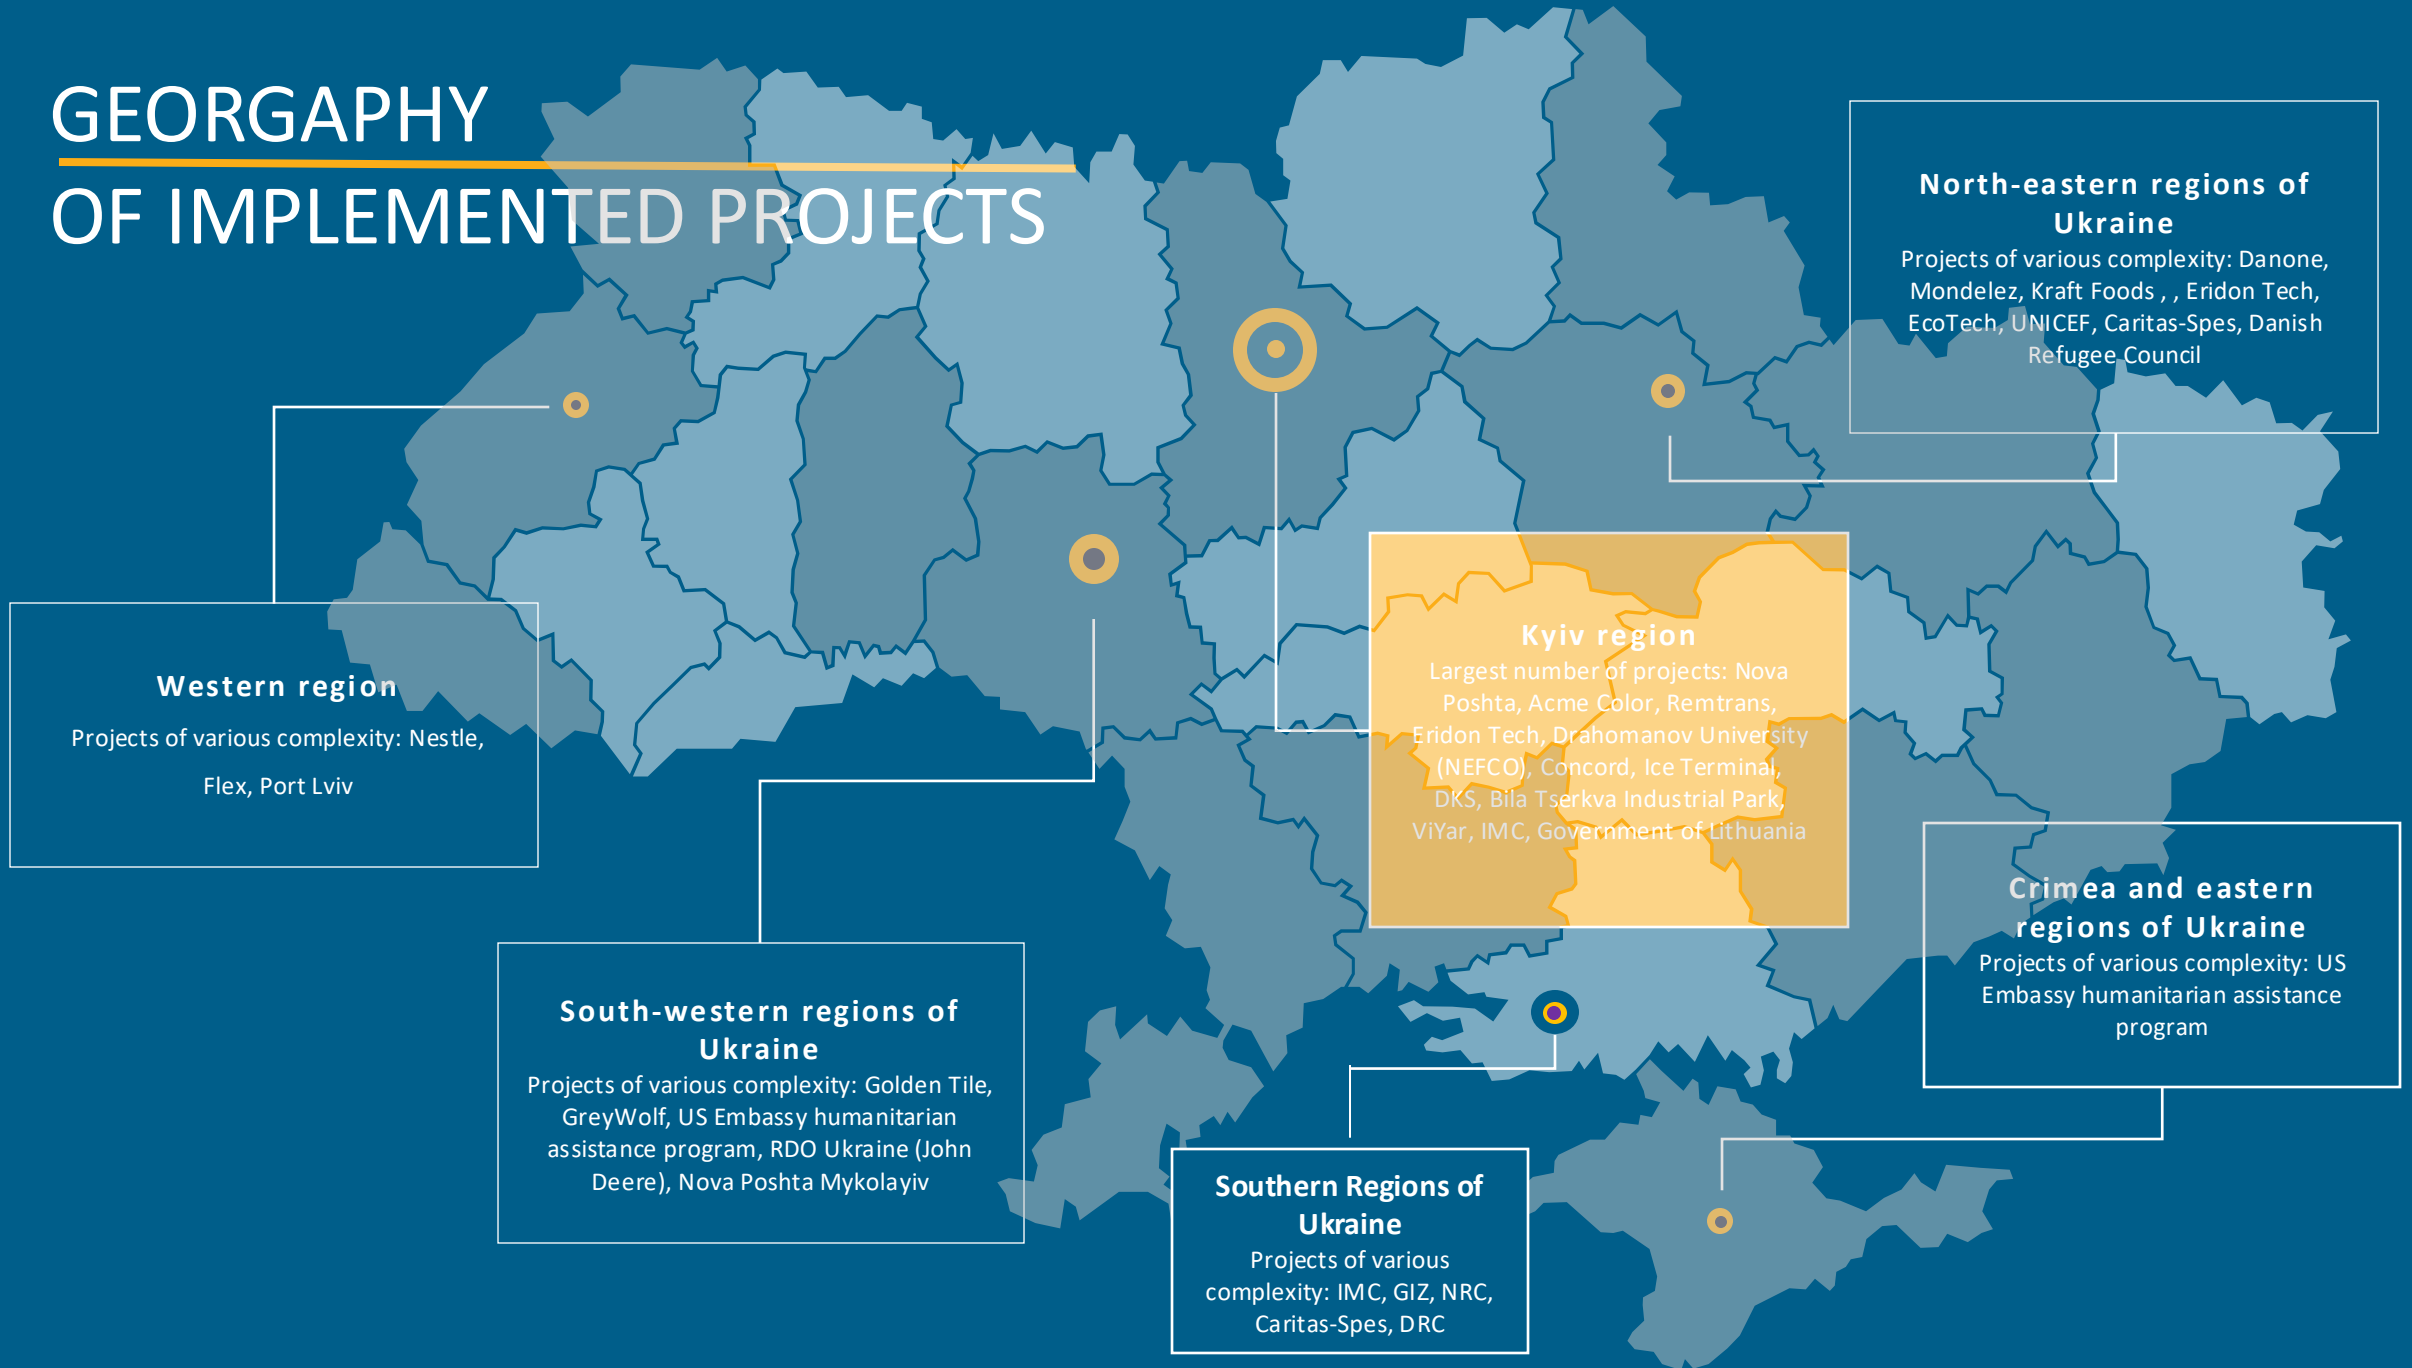 GEORGAPHY
OF IMPLEMENTED PROJECTS
North-eastern regions of
Ukraine
Projects of various complexity: Danone,
Mondelez, Kraft Foods , , Eridon Tech,
EcoTech, UNICEF, Caritas-Spes, Danish
Refugee Council
Kyiv region
Largest number of projects: Nova
Poshta, Acme Color, Remtrans,
Eridon Tech, Drahomanov University
(NEFCO), Concord, Ice Terminal,
DKS, Bila Tserkva Industrial Park,
ViYar, IMC, Government of Lithuania
Western region
Projects of various complexity: Nestle,
Flex, Port Lviv
Crimea and eastern
regions of Ukraine
Projects of various complexity: US
Embassy humanitarian assistance
program
South-western regions of
Ukraine
Projects of various complexity: Golden Tile,
GreyWolf, US Embassy humanitarian
assistance program, RDO Ukraine (John
Deere), Nova Poshta Mykolayiv
Southern Regions of
Ukraine
Projects of various
complexity: IMC, GIZ, NRC,
Caritas-Spes, DRC